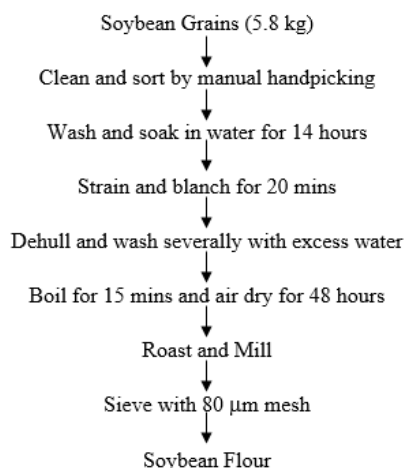 Soybean Grains (5.8 kg)
Clean and sort by manual handpicking
Wash and soak in water for 14 hours
Strain and blanch for 20 mins
Dehull and wash severally with excess water
Boil for 15 mins and air dry for 48 hours
Roast and Mill
Sieve with 80 μm mesh
Soybean Flour